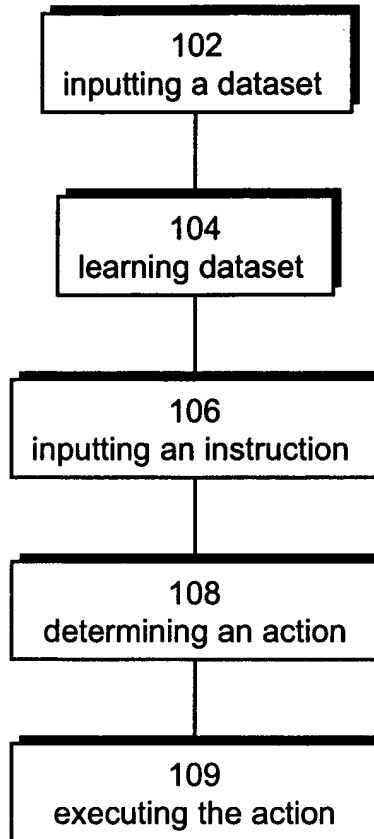 102
inputting a dataset
104
learning dataset
106
inputting an instruction
108
determining an action
109
executing the action